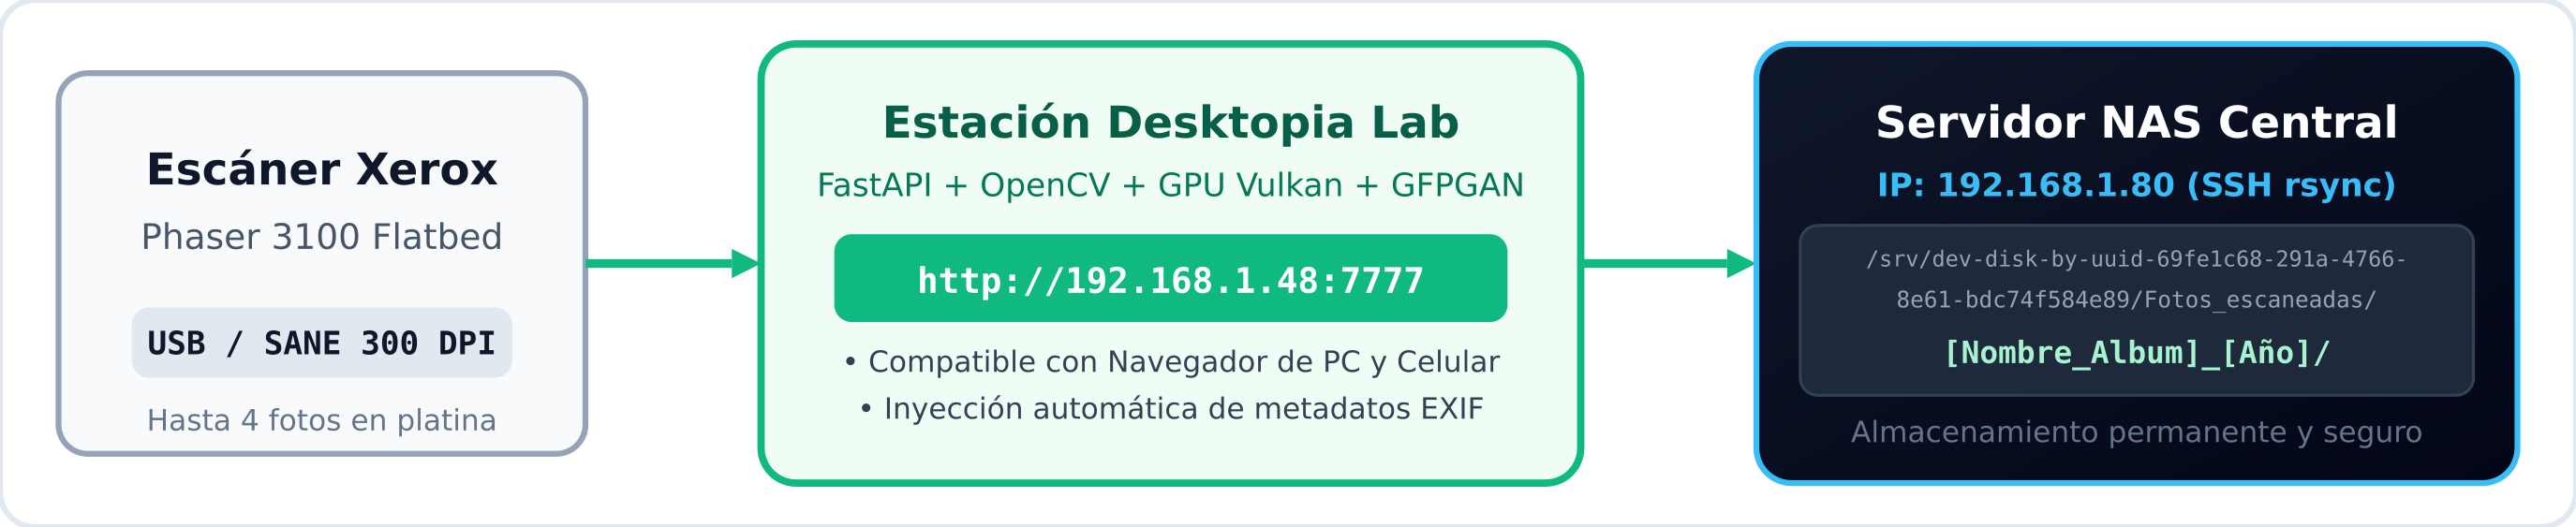 Escáner Xerox
Phaser 3100 Flatbed
USB / SANE 300 DPI
Hasta 4 fotos en platina
Estación Desktopia Lab
FastAPI + OpenCV + GPU Vulkan + GFPGAN
http://192.168.1.48:7777
• Compatible con Navegador de PC y Celular
• Inyección automática de metadatos EXIF
Servidor NAS Central
IP: 192.168.1.80 (SSH rsync)
/srv/dev-disk-by-uuid-69fe1c68-291a-4766-
8e61-bdc74f584e89/Fotos_escaneadas/
[Nombre_Album]_[Año]/
Almacenamiento permanente y seguro